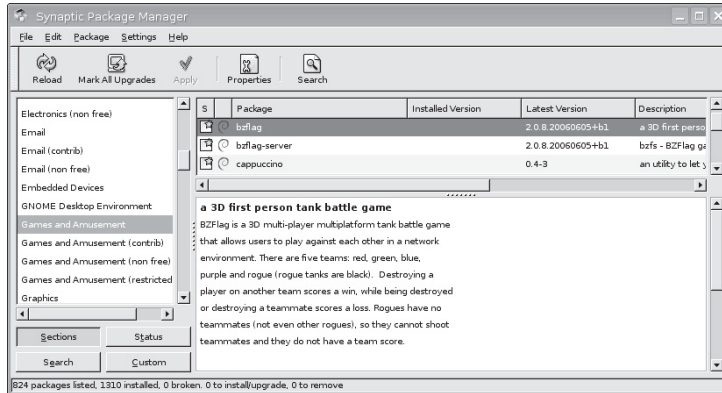 Synaptic Package Manager
File Edit Package Settings Help
Reload Mark All Upgrades Apply Properties Search
Electronics (non free)
Email
Email (contrib)
Email (non free)
Embedded Devices
GNOME Desktop Environment
Games and Amusement
Games and Amusement (contrib)
Games and Amusement (non free)
Games and Amusement (restricted
Graphics
Sections Status
Search Custom
S Package Installed Version Latest Version Description
bzflag 2.0.8.20060605+b1 a 3D first perso
bzflag-server 2.0.8.20060605+b1 bzfs - BZFlag ga
cappuccino 0.4-3 an utility to let y
a 3D first person tank battle game
BZFlag is a 3D multi-player multiplatform tank battle game
that allows users to play against each other in a network
environment. There are five teams: red, green, blue,
purple and rogue (rogue tanks are black). Destroying a
player on another team scores a win, while being destroyed
or destroying a teammate scores a loss. Rogues have no
teammates (not even other rogues), so they cannot shoot
teammates and they do not have a team score.
824 packages listed, 1310 installed, 0 broken. 0 to install/upgrade, 0 to remove